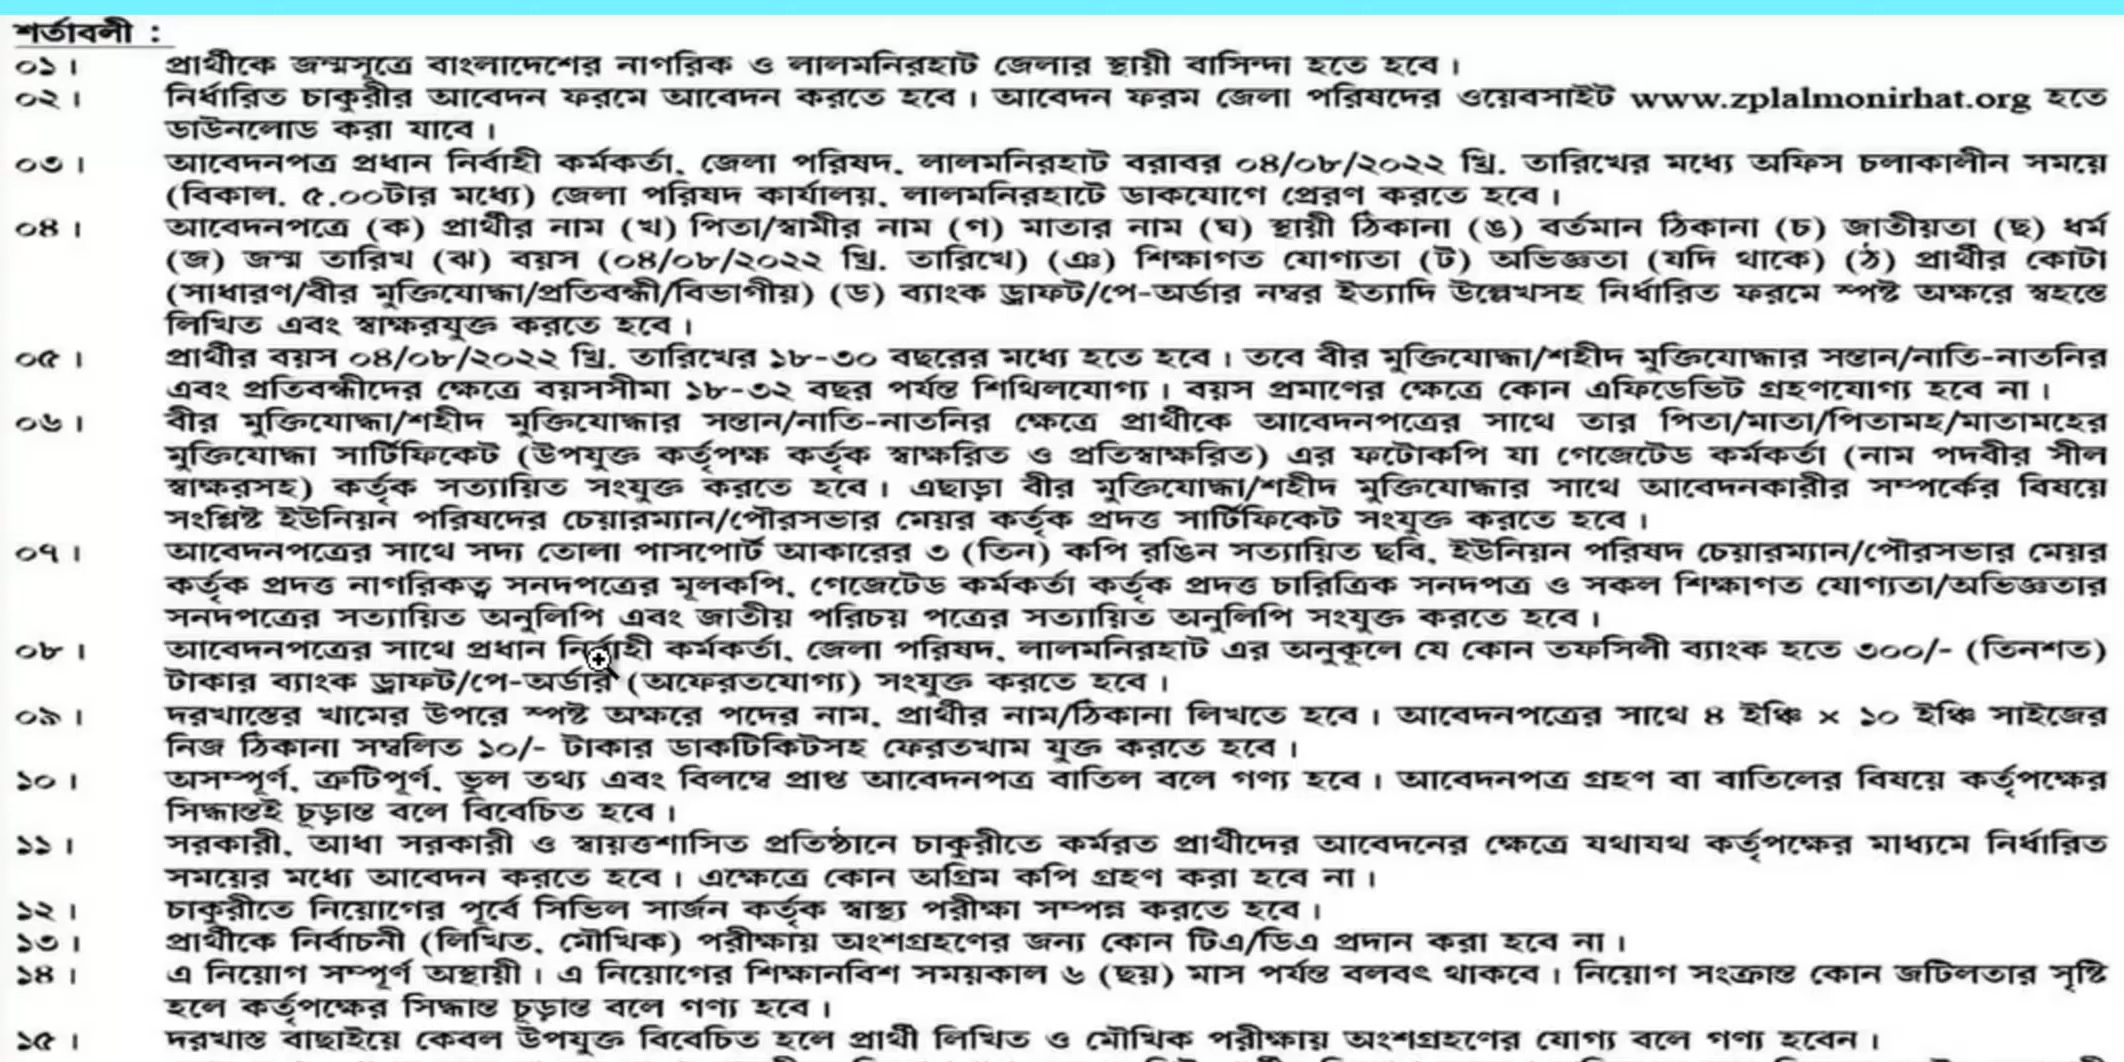 শর্তাবলী :
০১। প্রার্থীকে জন্মসূত্রে বাংলাদেশের নাগরিক ও লালমনিরহাট জেলার স্থায়ী বাসিন্দা হতে হবে।
০২। নির্ধারিত চাকুরীর আবেদন ফরমে আবেদন করতে হবে। আবেদন ফরম জেলা পরিষদের ওয়েবসাইট www.zplalmonirhat.org হতে
ডাউনলোড করা যাবে।
০৩। আবেদনপত্র প্রধান নির্বাহী কর্মকর্তা, জেলা পরিষদ, লালমনিরহাট বরাবর ০৪/০৮/২০২২ খ্রি. তারিখের মধ্যে অফিস চলাকালীন সময়ে
(বিকাল. ৫.০০টার মধ্যে) জেলা পরিষদ কার্যালয়, লালমনিরহাটে ডাকযোগে প্রেরণ করতে হবে।
০৪। আবেদনপত্রে (ক) প্রার্থীর নাম (খ) পিতা/স্বামীর নাম (গ) মাতার নাম (ঘ) স্থায়ী ঠিকানা (ঙ) বর্তমান ঠিকানা (চ) জাতীয়তা (ছ) ধর্ম
(জ) জন্ম তারিখ (ঝ) বয়স (০৪/০৮/২০২২ খ্রি. তারিখে) (ঞ) শিক্ষাগত যোগ্যতা (ট) অভিজ্ঞতা (যদি থাকে) (ঠ) প্রার্থীর কোটা
(সাধারণ/বীর মুক্তিযোদ্ধা/প্রতিবন্ধী/বিভাগীয়) (ড) ব্যাংক ড্রাফট/পে-অর্ডার নম্বর ইত্যাদি উল্লেখসহ নির্ধারিত ফরমে স্পষ্ট অক্ষরে স্বহস্তে
লিখিত এবং স্বাক্ষরযুক্ত করতে হবে।
০৫। প্রার্থীর বয়স ০৪/০৮/২০২২ খ্রি. তারিখের ১৮-৩০ বছরের মধ্যে হতে হবে। তবে বীর মুক্তিযোদ্ধা/শহীদ মুক্তিযোদ্ধার সন্তান/নাতি-নাতনির
এবং প্রতিবন্ধীদের ক্ষেত্রে বয়সসীমা ১৮-৩২ বছর পর্যন্ত শিথিলযোগ্য। বয়স প্রমাণের ক্ষেত্রে কোন এফিডেভিট গ্রহণযোগ্য হবে না।
০৬। বীর মুক্তিযোদ্ধা/শহীদ মুক্তিযোদ্ধার সন্তান/নাতি-নাতনির ক্ষেত্রে প্রার্থীকে আবেদনপত্রের সাথে তার পিতা/মাতা/পিতামহ/মাতামহের
মুক্তিযোদ্ধা সার্টিফিকেট (উপযুক্ত কর্তৃপক্ষ কর্তৃক স্বাক্ষরিত ও প্রতিস্বাক্ষরিত) এর ফটোকপি যা গেজেটেড কর্মকর্তা (নাম পদবীর সীল
স্বাক্ষরসহ) কর্তৃক সত্যায়িত সংযুক্ত করতে হবে। এছাড়া বীর মুক্তিযোদ্ধা/শহীদ মুক্তিযোদ্ধার সাথে আবেদনকারীর সম্পর্কের বিষয়ে
সংশ্লিষ্ট ইউনিয়ন পরিষদের চেয়ারম্যান/পৌরসভার মেয়র কর্তৃক প্রদত্ত সার্টিফিকেট সংযুক্ত করতে হবে।
০৭। আবেদনপত্রের সাথে সদ্য তোলা পাসপোর্ট আকারের ৩ (তিন) কপি রঙিন সত্যায়িত ছবি, ইউনিয়ন পরিষদ চেয়ারম্যান/পৌরসভার মেয়র
কর্তৃক প্রদত্ত নাগরিকত্ব সনদপত্রের মূলকপি, গেজেটেড কর্মকর্তা কর্তৃক প্রদত্ত চারিত্রিক সনদপত্র ও সকল শিক্ষাগত যোগ্যতা/অভিজ্ঞতার
সনদপত্রের সত্যায়িত অনুলিপি এবং জাতীয় পরিচয় পত্রের সত্যায়িত অনুলিপি সংযুক্ত করতে হবে।
০৮। আবেদনপত্রের সাথে প্রধান নির্বাহী কর্মকর্তা, জেলা পরিষদ, লালমনিরহাট এর অনুকূলে যে কোন তফসিলী ব্যাংক হতে ৩০০/- (তিনশত)
টাকার ব্যাংক ড্রাফট/পে-অর্ডার (অফেরতযোগ্য) সংযুক্ত করতে হবে।
০৯। দরখাস্তের খামের উপরে স্পষ্ট অক্ষরে পদের নাম, প্রার্থীর নাম/ঠিকানা লিখতে হবে। আবেদনপত্রের সাথে ৪ ইঞ্চি × ১০ ইঞ্চি সাইজের
নিজ ঠিকানা সম্বলিত ১০/- টাকার ডাকটিকিটসহ ফেরতখাম যুক্ত করতে হবে।
১০। অসম্পূর্ণ, ত্রুটিপূর্ণ, ভুল তথ্য এবং বিলম্বে প্রাপ্ত আবেদনপত্র বাতিল বলে গণ্য হবে। আবেদনপত্র গ্রহণ বা বাতিলের বিষয়ে কর্তৃপক্ষের
সিদ্ধান্তই চূড়ান্ত বলে বিবেচিত হবে।
১১। সরকারী, আধা সরকারী ও স্বায়ত্তশাসিত প্রতিষ্ঠানে চাকুরীতে কর্মরত প্রার্থীদের আবেদনের ক্ষেত্রে যথাযথ কর্তৃপক্ষের মাধ্যমে নির্ধারিত
সময়ের মধ্যে আবেদন করতে হবে। এক্ষেত্রে কোন অগ্রিম কপি গ্রহণ করা হবে না।
১২। চাকুরীতে নিয়োগের পূর্বে সিভিল সার্জন কর্তৃক স্বাস্থ্য পরীক্ষা সম্পন্ন করতে হবে।
১৩। প্রার্থীকে নির্বাচনী (লিখিত, মৌখিক) পরীক্ষায় অংশগ্রহণের জন্য কোন টিএ/ডিএ প্রদান করা হবে না।
১৪। এ নিয়োগ সম্পূর্ণ অস্থায়ী। এ নিয়োগের শিক্ষানবিশ সময়কাল ৬ (ছয়) মাস পর্যন্ত বলবৎ থাকবে। নিয়োগ সংক্রান্ত কোন জটিলতার সৃষ্টি
হলে কর্তৃপক্ষের সিদ্ধান্ত চূড়ান্ত বলে গণ্য হবে।
১৫। দরখাস্ত বাছাইয়ে কেবল উপযুক্ত বিবেচিত হলে প্রার্থী লিখিত ও মৌখিক পরীক্ষায় অংশগ্রহণের যোগ্য বলে গণ্য হবেন।